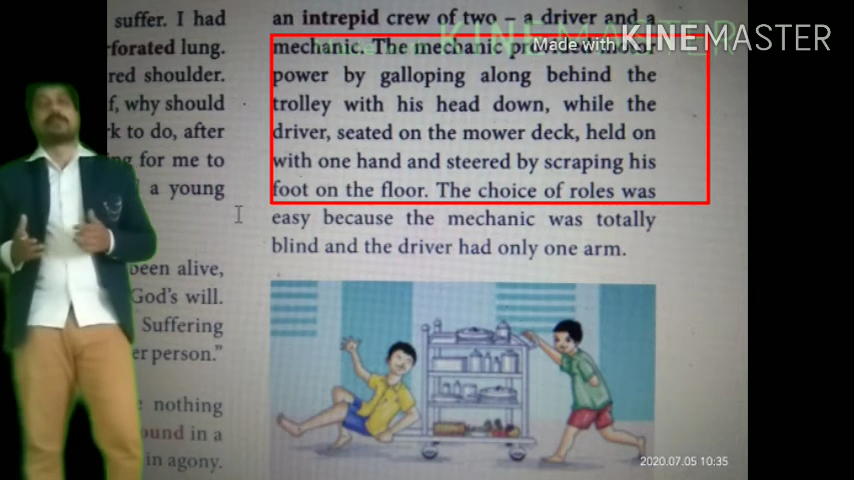 suffer. I had
forated lung.
red shoulder.
f, why should
k to do, after
ing for me to
a young
been alive,
God's will.
Suffering
er person."
nothing
ound in a
in agony.
an intrepid crew of two – a driver and a
mechanic. The mechanic provided motor
power by galloping along behind the
trolley with his head down, while the
driver, seated on the mower deck, held on
with one hand and steered by scraping his
foot on the floor. The choice of roles was
easy because the mechanic was totally
blind and the driver had only one arm.
Made with KINEMASTER
2020.07.05 10:35